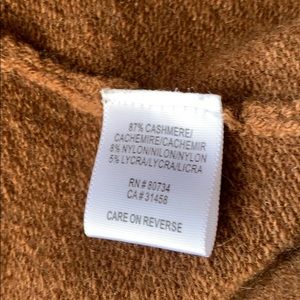 87% CASHMERE/
CACHEMIRE/CACHEMIR
8% NYLON/NILON/NYLON
5% LYCRA/LYCRA/LICRA
RN # 80734
CA # 31458
CARE ON REVERSE